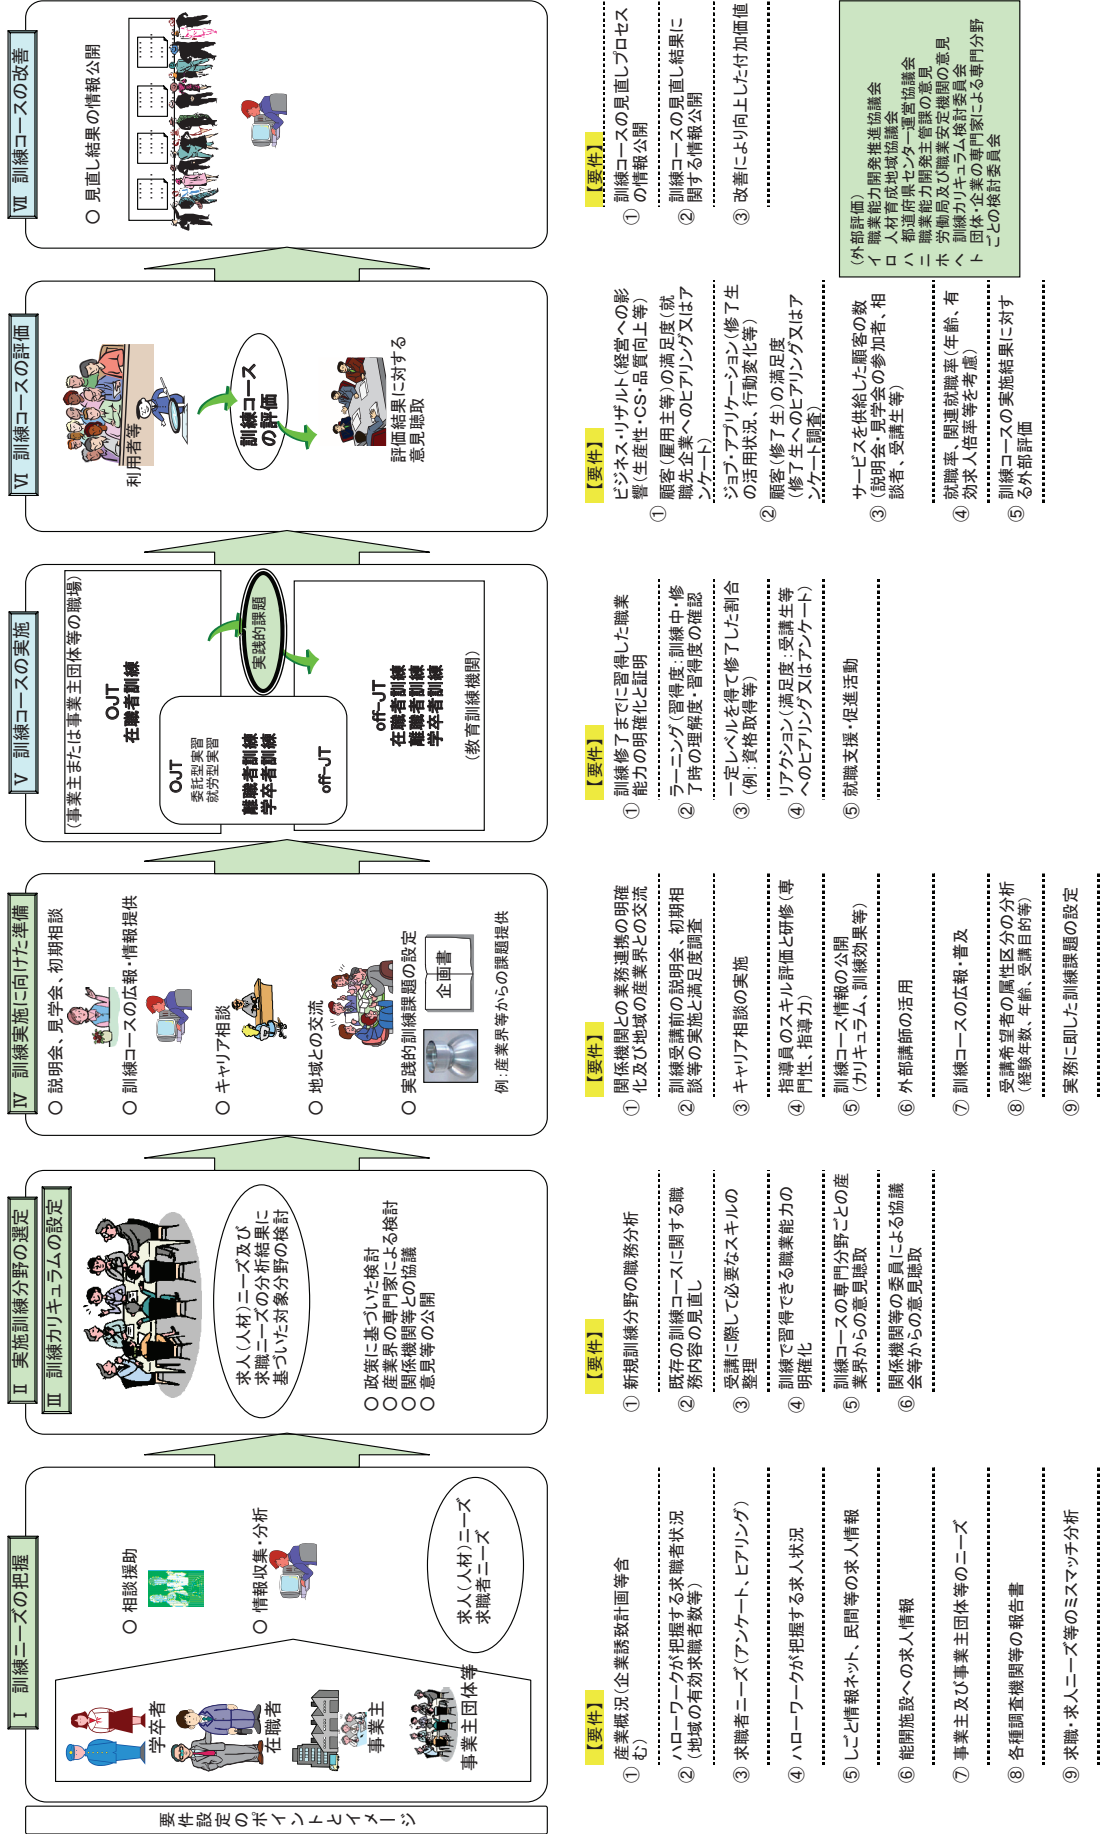 要件設定のポイントとイメージ
Ⅰ 訓練ニーズの把握
学卒者
在職者
事業主
事業主団体等
○ 相談援助
○ 情報収集・分析
求人(人材)ニーズ
求職者ニーズ
【要件】
① 産業概況(企業誘致計画等含
む)
② ハローワークが把握する求職者状況
(地域の有効求職者数等)
③ 求職者ニーズ(アンケート、ヒアリング)
④ ハローワークが把握する求人状況
⑤ しごと情報ネット、民間等の求人情報
⑥ 能開施設への求人情報
⑦ 事業主及び事業主団体等のニーズ
⑧ 各種調査機関等の報告書
⑨ 求職・求人ニーズ等のミスマッチ分析
Ⅱ 実施訓練分野の選定
Ⅲ 訓練カリキュラムの設定
求人(人材)ニーズ及び
求職ニーズの分析結果に
基づいた対象分野の検討
○ 政策に基づいた検討
○ 産業界の専門家による検討
○ 関係機関等との協議
○ 意見等の公開
【要件】
① 新規訓練分野の職務分析
② 既存の訓練コースに関する職
務内容の見直し
③ 受講に際して必要なスキルの
整理
④ 訓練で習得できる職業能力の
明確化
⑤ 訓練コースの専門分野ごとの産
業界からの意見聴取
⑥ 関係機関等の委員による協議
会等からの意見聴取
Ⅳ 訓練実施に向けた準備
○ 説明会、見学会、初期相談
○ 訓練コースの広報・情報提供
○ キャリア相談
○ 地域との交流
○ 実践的訓練課題の設定
企画書
例:産業界等からの課題提供
【要件】
① 関係機関との業務連携の明確
化及び地域の産業界との交流
② 訓練受講前の説明会、初期相
談等の実施と満足度調査
③ キャリア相談の実施
④ 指導員のスキル評価と研修(専
門性、指導力)
⑤ 訓練コース情報の公開
(カリキュラム、訓練効果等)
⑥ 外部講師の活用
⑦ 訓練コースの広報・普及
⑧ 受講希望者の属性区分の分析
(経験年数、年齢、受講目的等)
⑨ 実務に即した訓練課題の設定
Ⅴ 訓練コースの実施
(事業主または事業主団体等の職場)
OJT
在職者訓練
OJT
委託型実習
就労型実習
離職者訓練
学卒者訓練
off-JT
実践的課題
off-JT
在職者訓練
離職者訓練
学卒者訓練
(教育訓練機関)
【要件】
① 訓練修了までに習得した職業
能力の明確化と証明
② ラーニング(習得度:訓練中・修
了時の理解度・習得度の確認
③ 一定レベルを得て修了した割合
(例:資格取得等)
④ リアクション(満足度:受講生等
へのヒアリング又はアンケート)
⑤ 就職支援・促進活動
Ⅵ 訓練コースの評価
利用者等
訓練コース
の評価
評価結果に対する
意見聴取
【要件】
① ビジネス・リザルト(経営への影
響(生産性・CS・品質向上等)
顧客(雇用主等)の満足度(就
職先企業へのヒアリング又はア
ンケート)
② ジョブ・アプリケーション(修了生
の活用状況、行動変化等)
顧客(修了生)の満足度
(修了生へのヒアリング又はア
ンケート調査)
③ サービスを供給した顧客の数
(説明会・見学会の参加者、相
談者、受講生等)
④ 就職率、関連就職率(年齢、有
効求人倍率等を考慮)
⑤ 訓練コースの実施結果に対す
る外部評価
(外部評価)
イ 職業能力開発推進協議会
ロ 人材育成地域協議会
ハ 都道府県センター運営協議会
ニ 職業能力開発主管課の意見
ホ 労働局及び職業安定機関の意見
ヘ 訓練カリキュラム検討委員会
ト 団体・企業の専門家による専門分野
ごとの検討委員会
Ⅶ 訓練コースの改善
○ 見直し結果の情報公開
【要件】
① 訓練コースの見直しプロセス
の情報公開
② 訓練コースの見直し結果に
関する情報公開
③ 改善により向上した付加価値